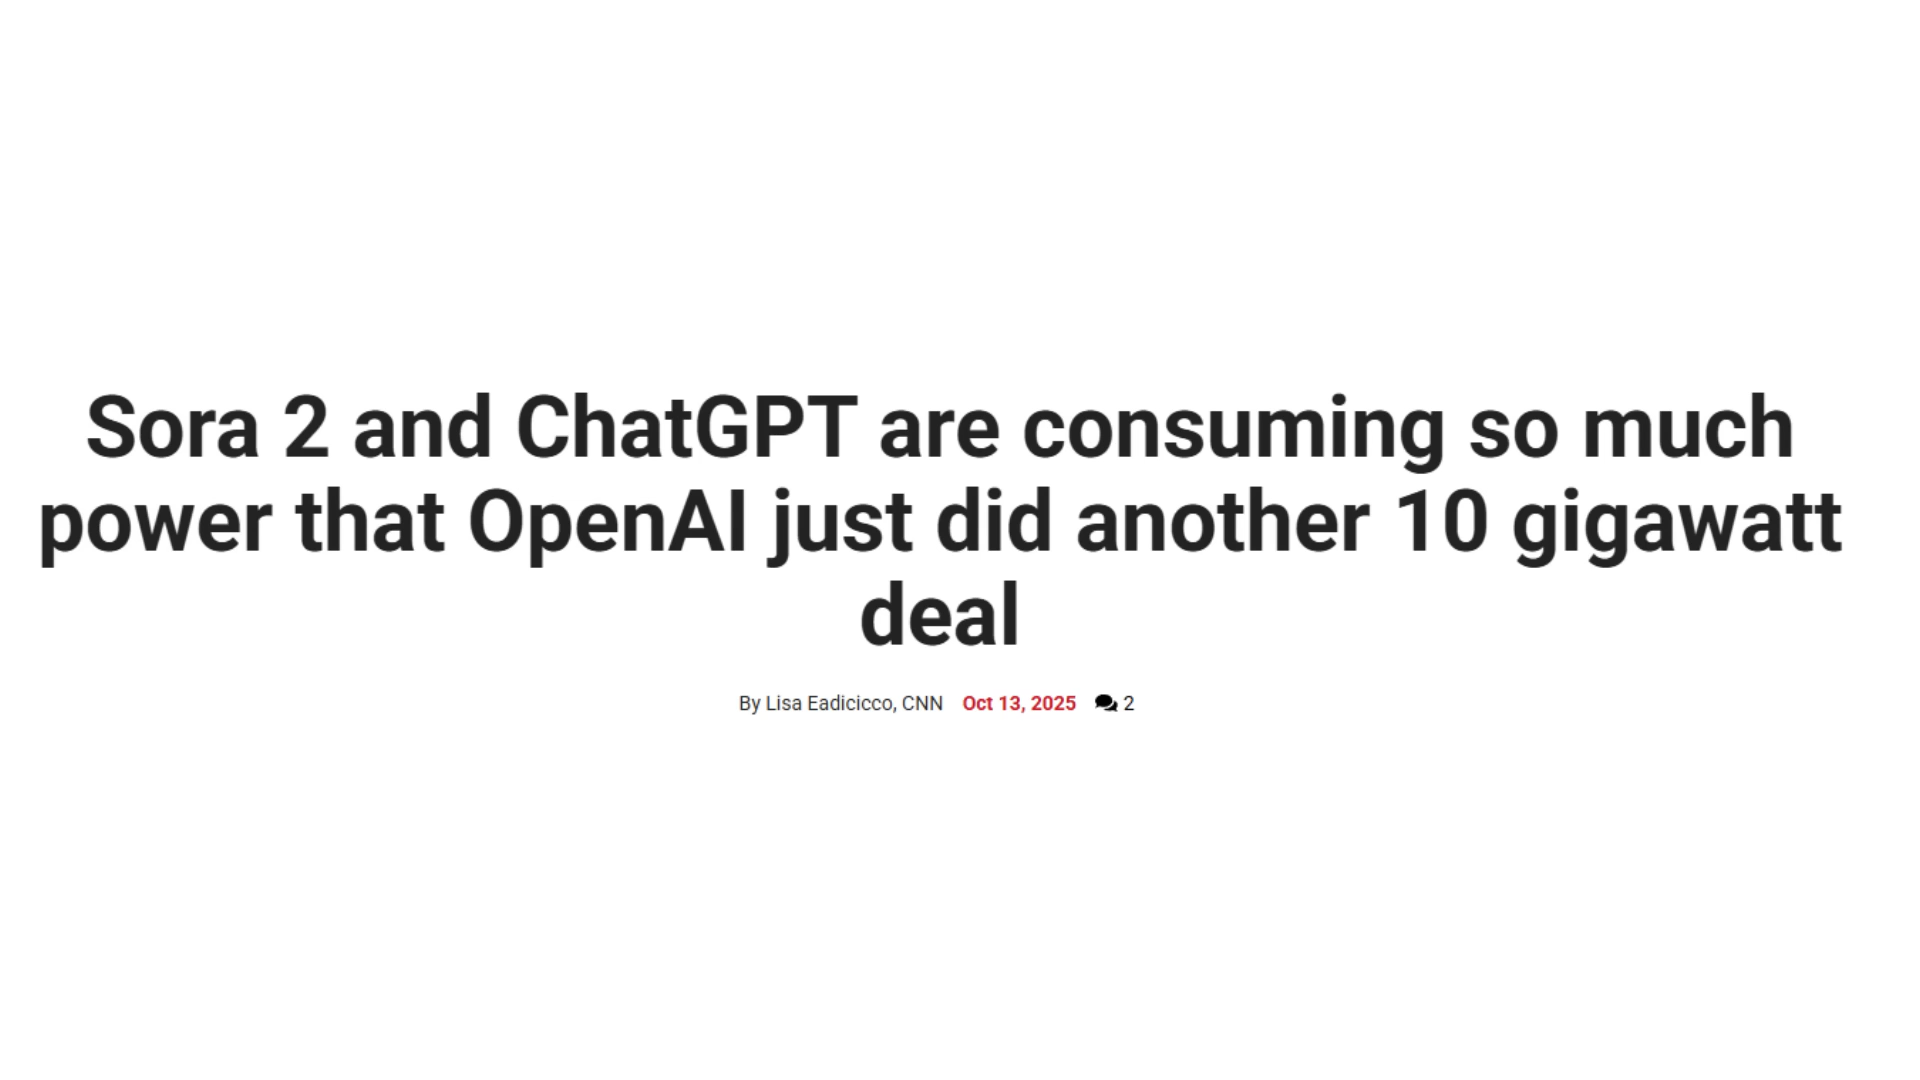 Sora 2 and ChatGPT are consuming so much
power that OpenAI just did another 10 gigawatt
deal
By Lisa Eadicicco, CNN Oct 13, 2025 2